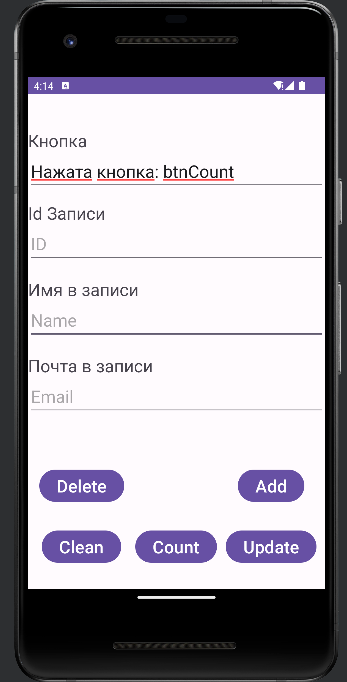 4:14
Кнопка
Нажата кнопка: btnCount
Id Записи
ID
Имя в записи
Name
Почта в записи
Email
Delete Add
Clean Count Update